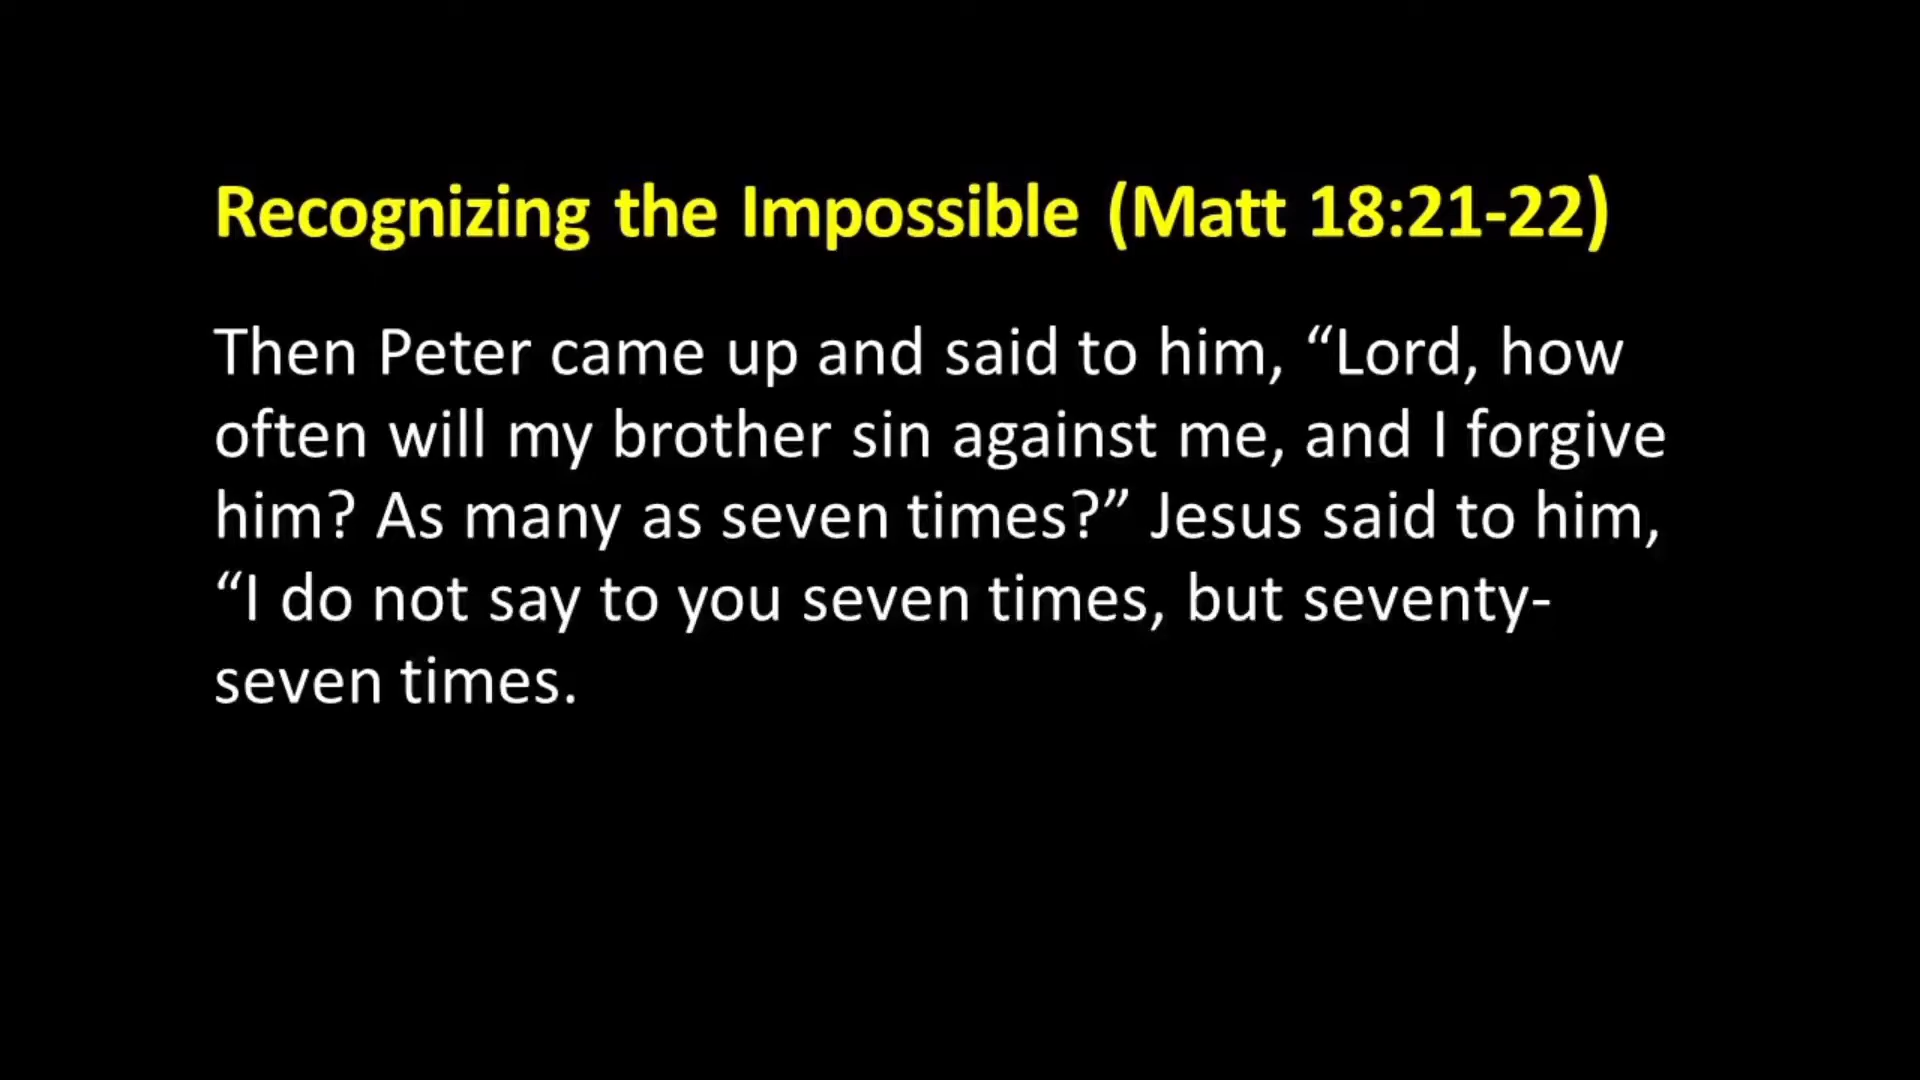 Recognizing the Impossible (Matt 18:21-22)
Then Peter came up and said to him, “Lord, how
often will my brother sin against me, and I forgive
him? As many as seven times?” Jesus said to him,
“I do not say to you seven times, but seventy-
seven times.